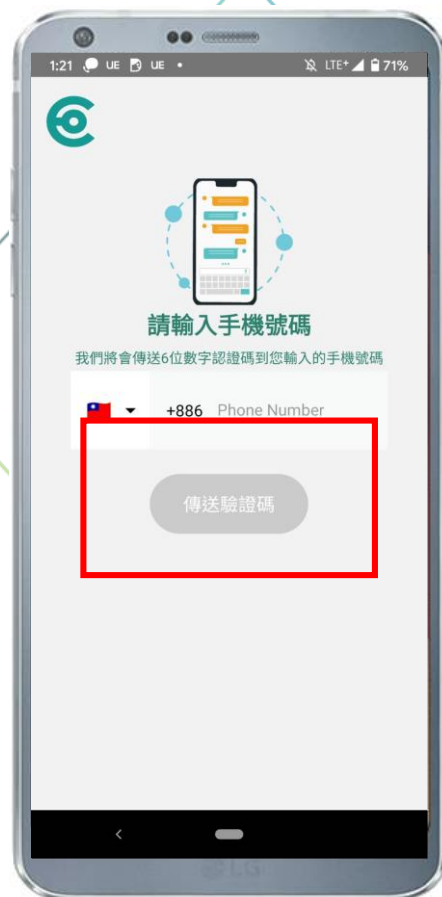 1:21 UE UE • LTE+ 71%
請輸入手機號碼
我們將會傳送6位數字認證碼到您輸入的手機號碼
+886 Phone Number
傳送驗證碼
LG